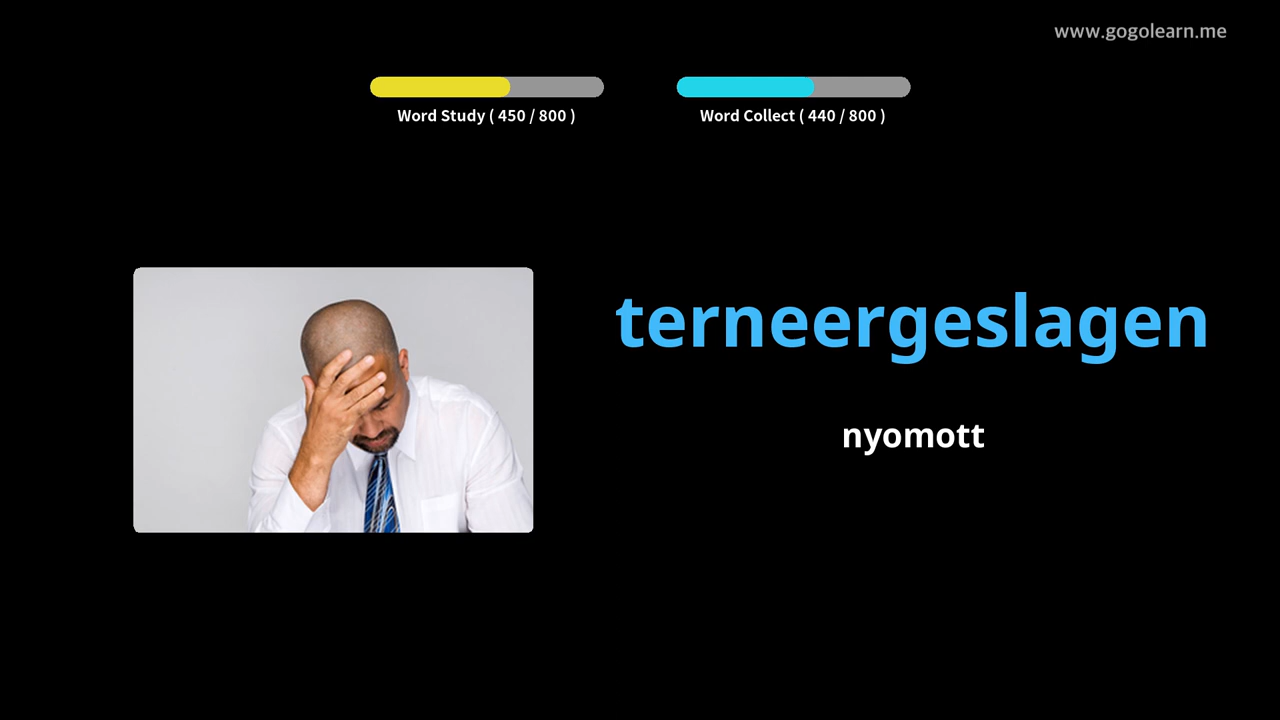 www.gogolearn.me
Word Study ( 450 / 800 )
Word Collect ( 440 / 800 )
terneergeslagen
nyomott